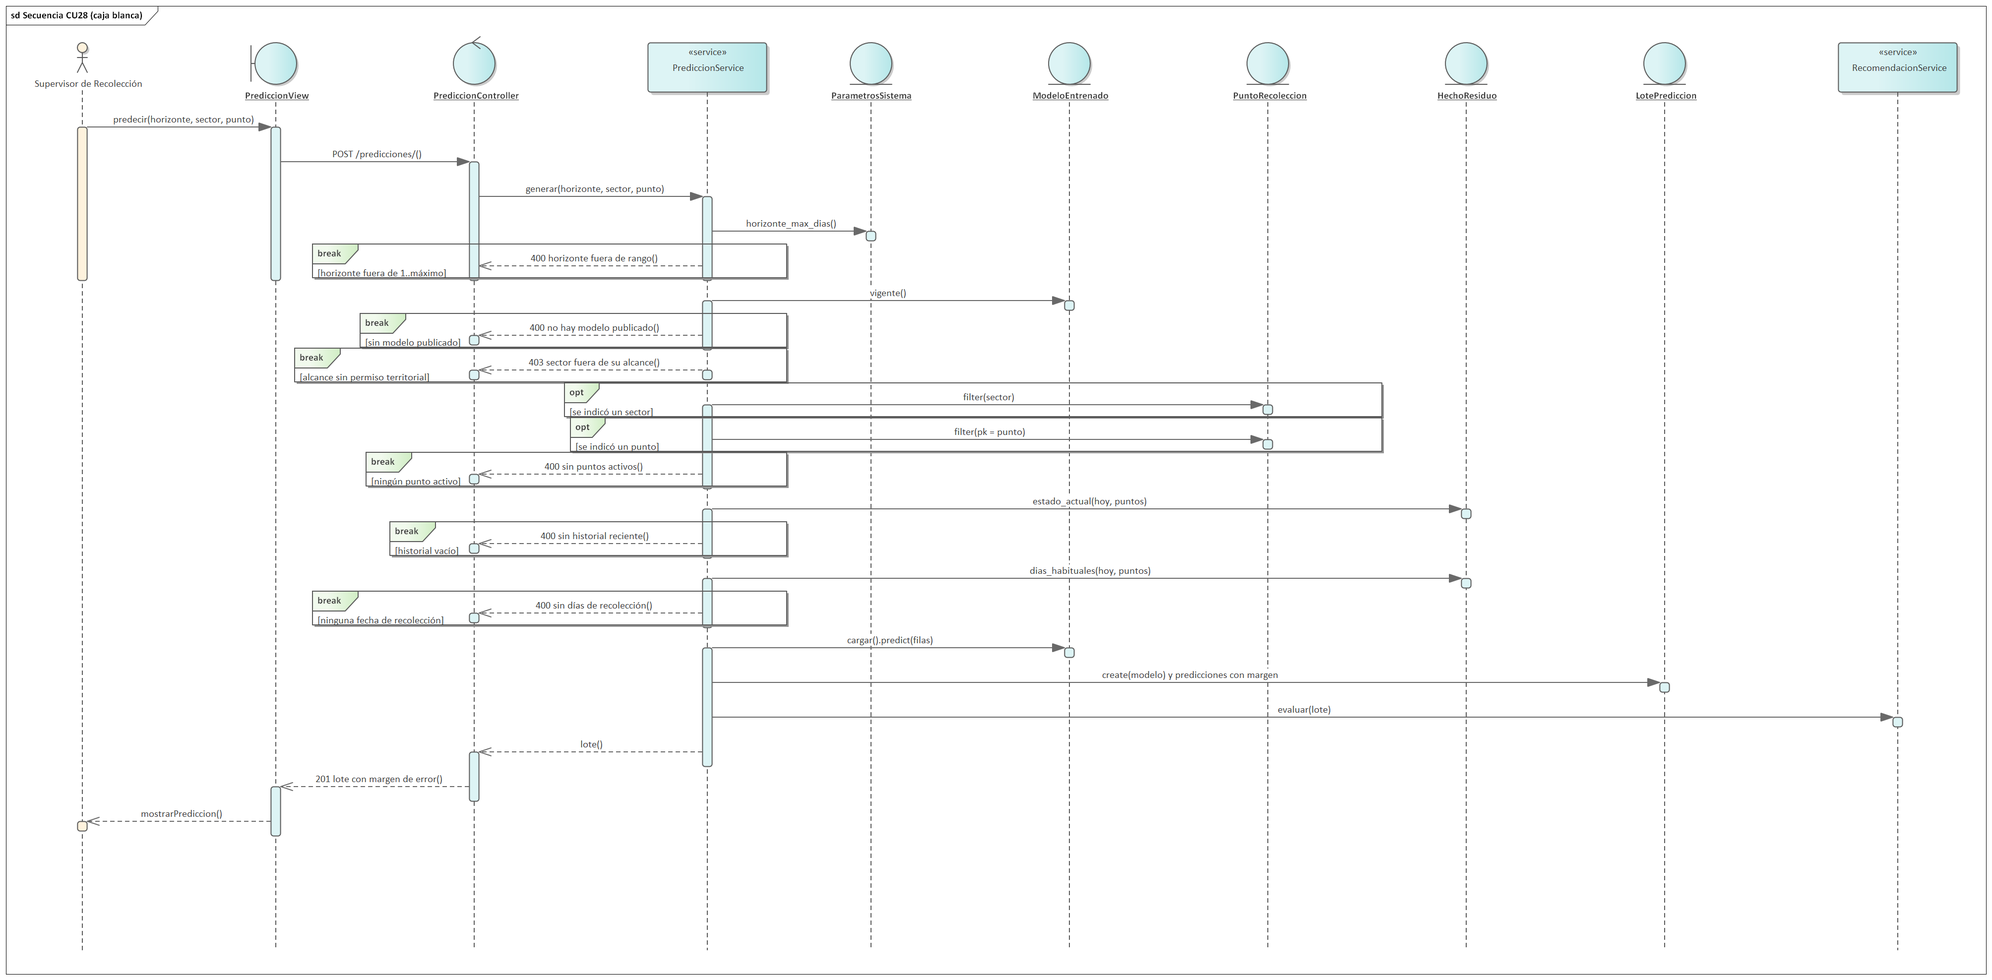 sd Secuencia CU28 (caja blanca)
Supervisor de Recolección
PrediccionView
PrediccionController
«service»
PrediccionService
ParametrosSistema
ModeloEntrenado
PuntoRecoleccion
HechoResiduo
LotePrediccion
«service»
RecomendacionService
predecir(horizonte, sector, punto)
POST /predicciones/()
generar(horizonte, sector, punto)
horizonte_max_dias()
break
400 horizonte fuera de rango()
[horizonte fuera de 1..máximo]
vigente()
break
400 no hay modelo publicado()
[sin modelo publicado]
break
403 sector fuera de su alcance()
[alcance sin permiso territorial]
opt
filter(sector)
[se indicó un sector]
opt
filter(pk = punto)
[se indicó un punto]
break
400 sin puntos activos()
[ningún punto activo]
estado_actual(hoy, puntos)
break
400 sin historial reciente()
[historial vacío]
dias_habituales(hoy, puntos)
break
400 sin días de recolección()
[ninguna fecha de recolección]
cargar().predict(filas)
create(modelo) y predicciones con margen
evaluar(lote)
lote()
201 lote con margen de error()
mostrarPrediccion()